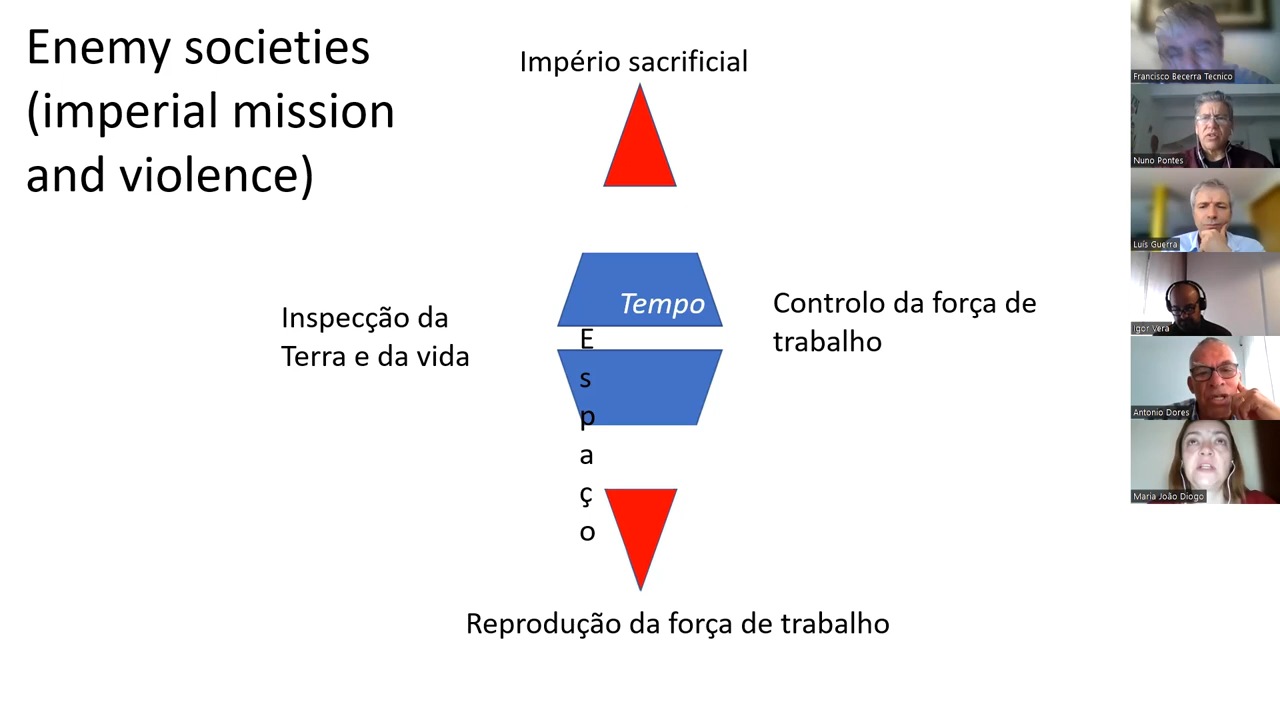 Enemy societies
(imperial mission
and violence)
Império sacrificial
Tempo
Espaço
Inspecção da
Terra e da vida
Controlo da força de
trabalho
Reprodução da força de trabalho
Francisco Becerra Tecnico
Nuno Pontes
Luís Guerra
Igor Vera
Antonio Dores
Maria João Diogo